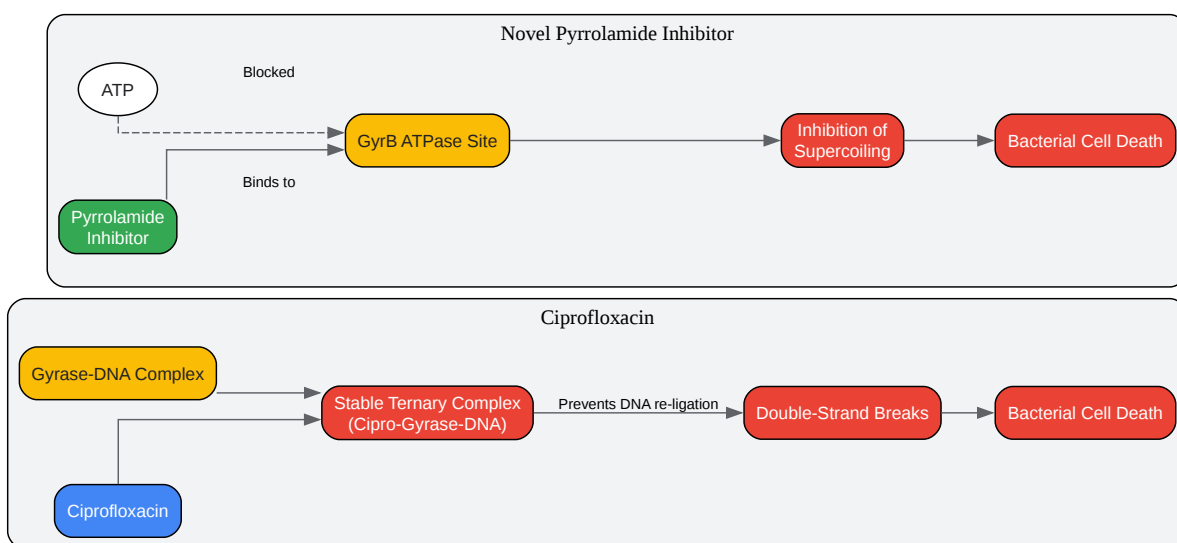 Novel Pyrrolamide Inhibitor
ATP
Blocked
GyrB ATPase Site
Inhibition of
Supercoiling
Bacterial Cell Death
Binds to
Pyrrolamide
Inhibitor
Ciprofloxacin
Gyrase-DNA Complex
Stable Ternary Complex
(Cipro-Gyrase-DNA)
Prevents DNA re-ligation
Double-Strand Breaks
Bacterial Cell Death
Ciprofloxacin